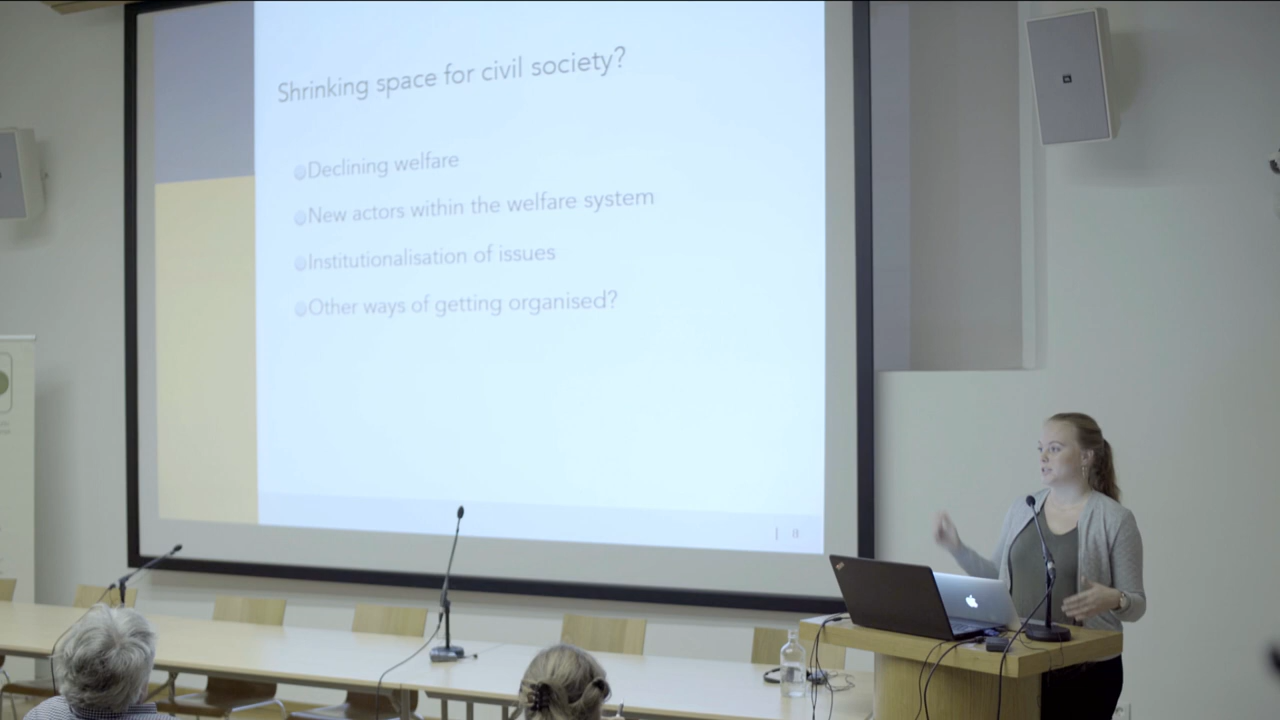 Shrinking space for civil society?
Declining welfare
New actors within the welfare system
Institutionalisation of issues
Other ways of getting organised?